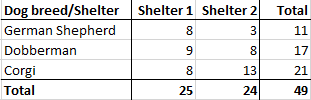 Dog breed/Shelter Shelter 1 Shelter 2 Total
German Shepherd 8 3 11
Dobberman 9 8 17
Corgi 8 13 21
Total 25 24 49